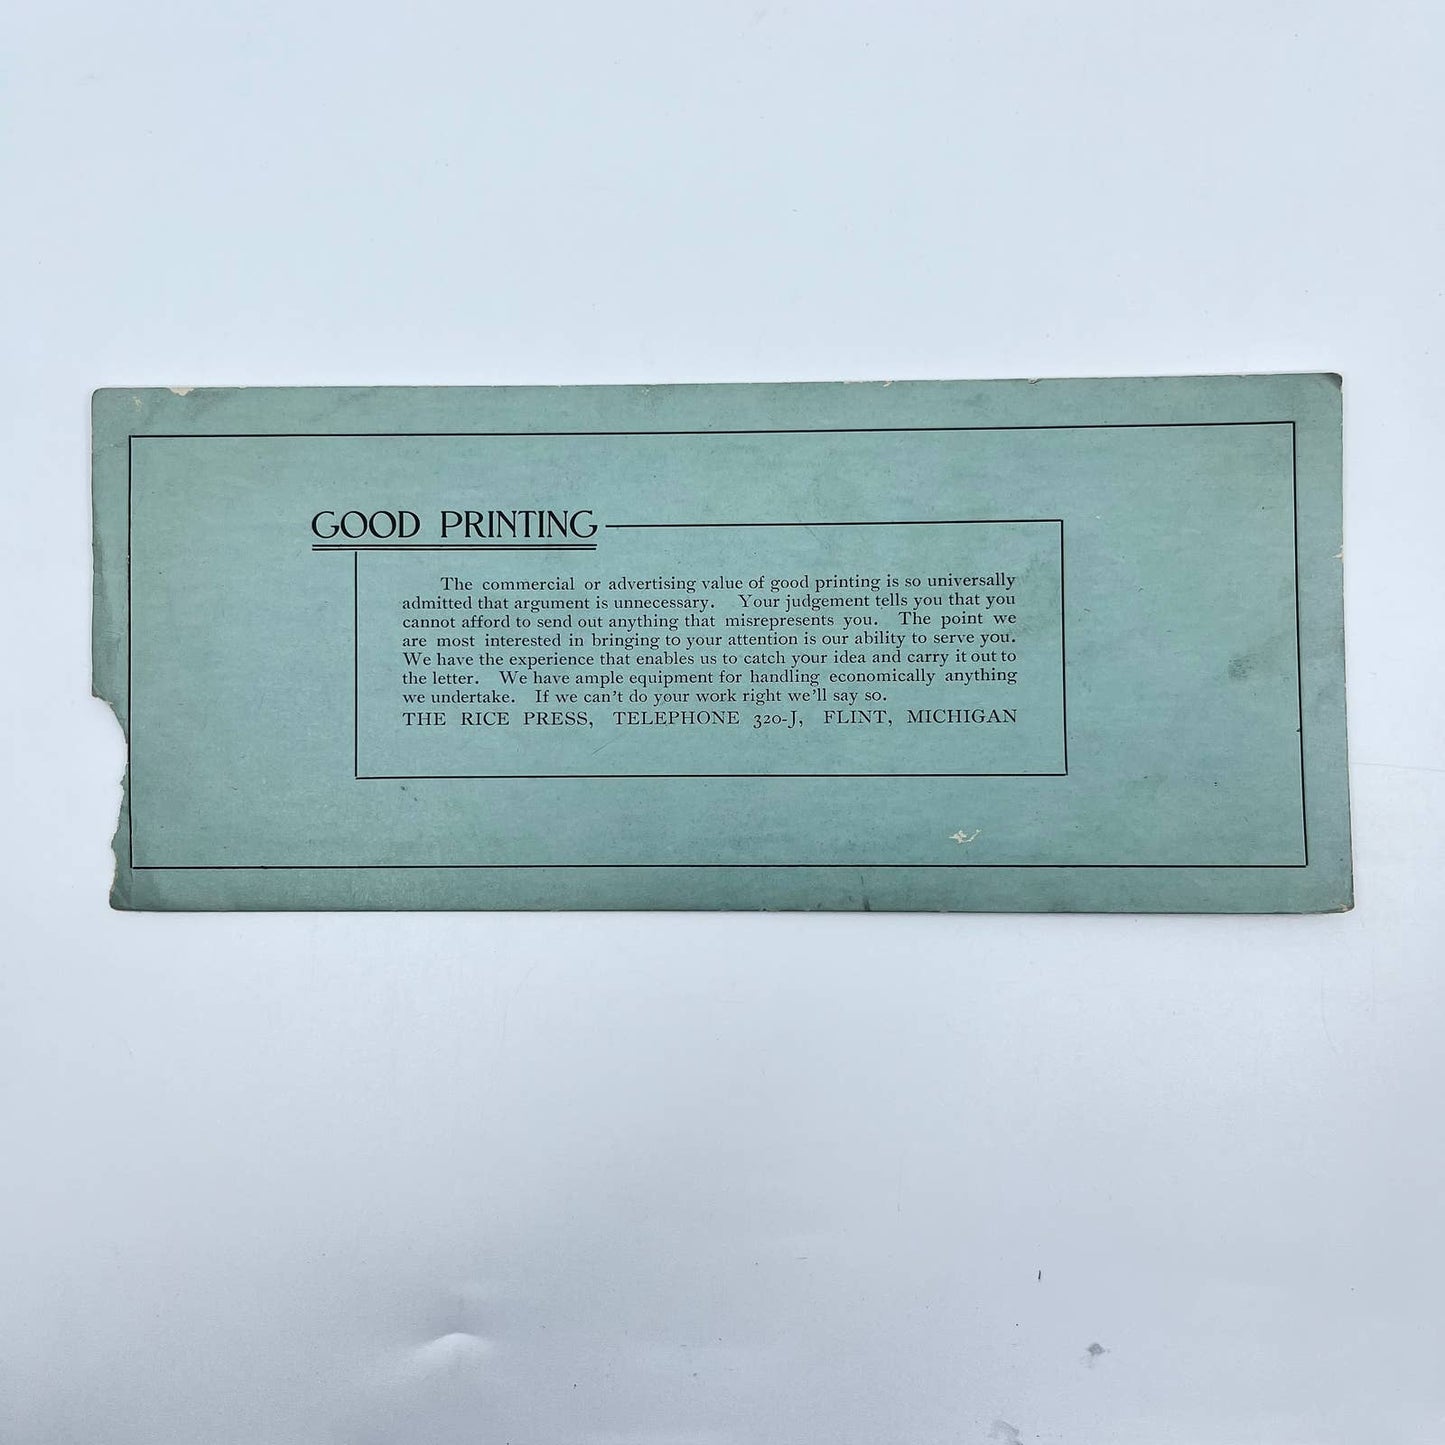 GOOD PRINTING
The commercial or advertising value of good printing is so universally
admitted that argument is unnecessary. Your judgement tells you that you
cannot afford to send out anything that misrepresents you. The point we
are most interested in bringing to your attention is our ability to serve you.
We have the experience that enables us to catch your idea and carry it out to
the letter. We have ample equipment for handling economically anything
we undertake. If we can't do your work right we'll say so.
THE RICE PRESS, TELEPHONE 320-J, FLINT, MICHIGAN